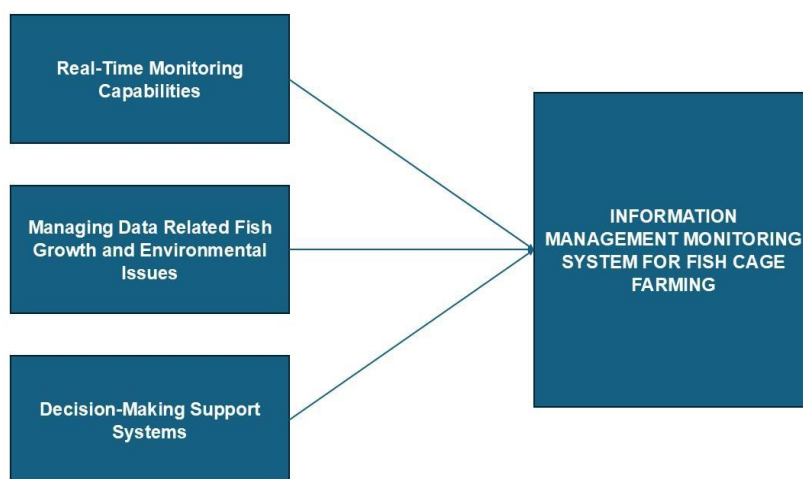 Real-Time Monitoring
Capabilities
Managing Data Related Fish
Growth and Environmental
Issues
Decision-Making Support
Systems
INFORMATION
MANAGEMENT MONITORING
SYSTEM FOR FISH CAGE
FARMING